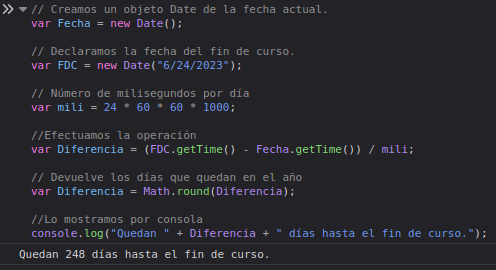 // Creamos un objeto Date de la fecha actual.
var Fecha = new Date();
// Declaramos la fecha del fin de curso.
var FDC = new Date("6/24/2023");
// Número de milisegundos por día
var mili = 24 * 60 * 60 * 1000;
//Efectuamos la operación
var Diferencia = (FDC.getTime() - Fecha.getTime()) / mili;
// Devuelve los días que quedan en el año
var Diferencia = Math.round(Diferencia);
//Lo mostramos por consola
console.log("Quedan " + Diferencia + " días hasta el fin de curso.");
Quedan 248 días hasta el fin de curso.